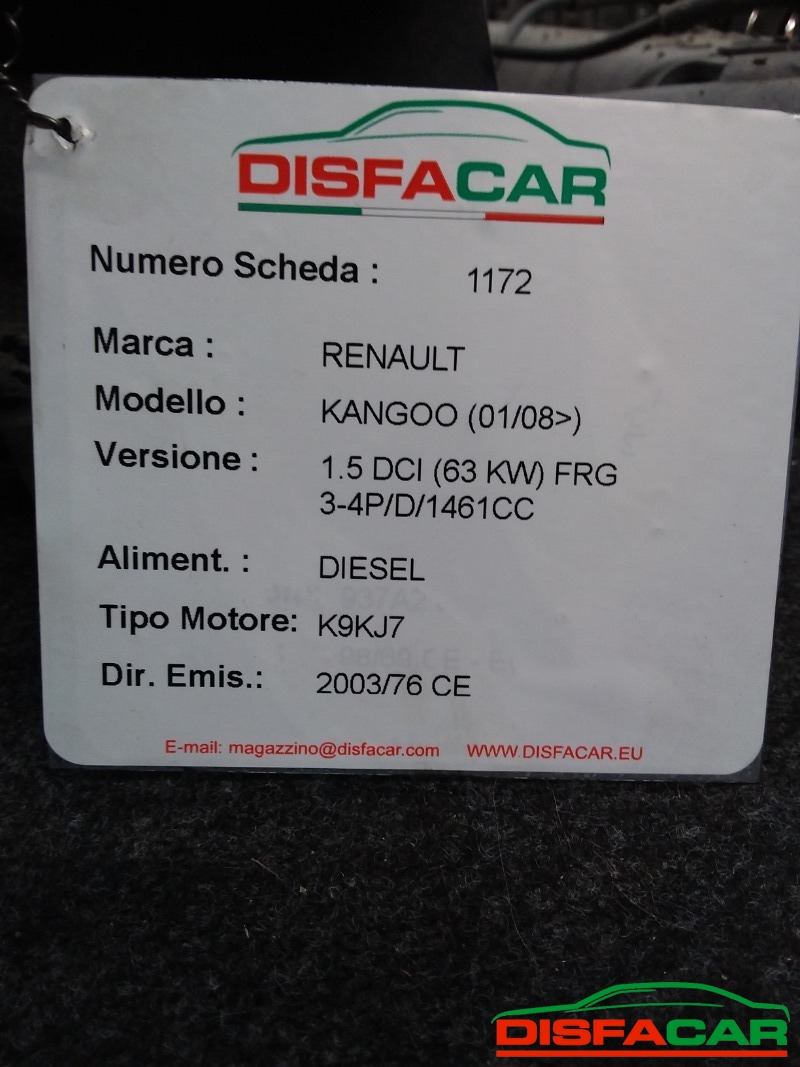 DISFACAR
Numero Scheda : 1172
Marca : RENAULT
Modello : KANGOO (01/08>)
Versione : 1.5 DCI (63 KW) FRG
3-4P/D/1461CC
Aliment. : DIESEL
Tipo Motore: K9KJ7
Dir. Emis.: 2003/76 CE
E-mail: magazzino@disfacar.com WWW.DISFACAR.EU
DISFACAR